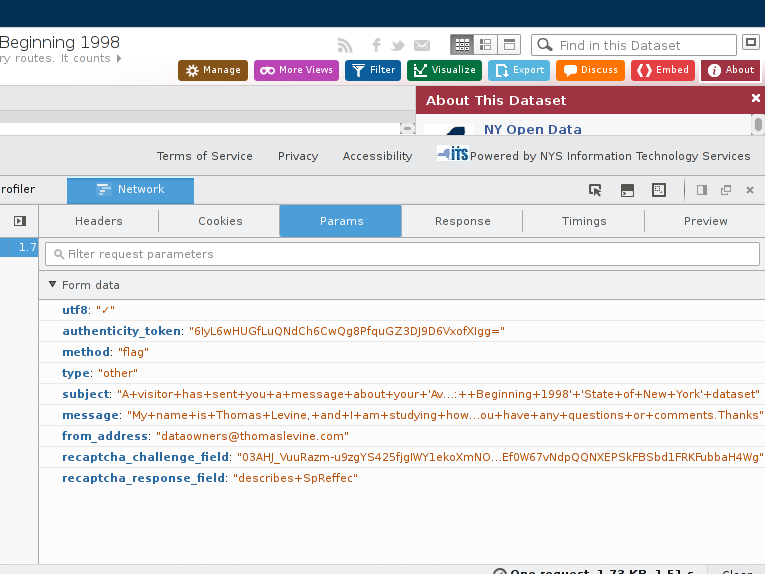 Beginning 1998
ry routes. It counts
Find in this Dataset
Manage More Views Filter Visualize Export Discuss Embed About
About This Dataset
NY Open Data
Terms of Service Privacy Accessibility its Powered by NYS Information Technology Services
rofiler Network
Headers Cookies Params Response Timings Preview
1.7
Filter request parameters
Form data
utf8: "✓"
authenticity_token: "6IyL6wHUGfLuQNdCh6CwQg8PfquGZ3DJ9D6VxofXIgg="
method: "flag"
type: "other"
subject: "A+visitor+has+sent+you+a+message+about+your+'Av...:++Beginning+1998'+'State+of+New+York'+dataset"
message: "My+name+is+Thomas+Levine,+and+I+am+studying+how...ou+have+any+questions+or+comments.Thanks"
from_address: "dataowners@thomaslevine.com"
recaptcha_challenge_field: "03AHJ_VuuRazm-u9zgYS425fjgIWY1ekoXmNO...Ef0W67vNdpQQNXEPSkFBSbd1FRKFubbaH4Wg"
recaptcha_response_field: "describes+SpReffec"
One request, 1.73 KB, 1.51 s Clear